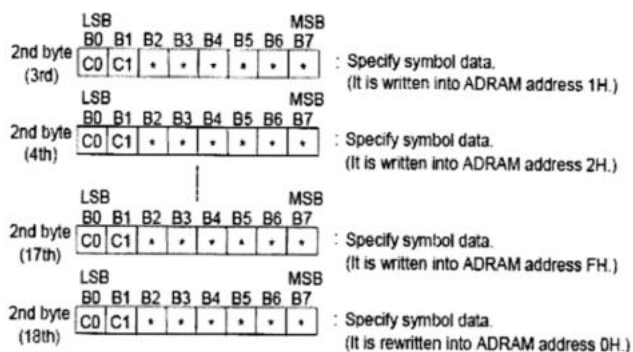 LSB MSB
B0 B1 B2 B3 B4 B5 B6 B7
2nd byte C0 C1 * * * * * * : Specify symbol data.
(3rd) (It is written into ADRAM address 1H.)
LSB MSB
B0 B1 B2 B3 B4 B5 B6 B7
2nd byte C0 C1 * * * * * * : Specify symbol data.
(4th) (It is written into ADRAM address 2H.)
LSB MSB
B0 B1 B2 B3 B4 B5 B6 B7
2nd byte C0 C1 * * * * * * : Specify symbol data.
(17th) (It is written into ADRAM address FH.)
LSB MSB
B0 B1 B2 B3 B4 B5 B6 B7
2nd byte C0 C1 * * * * * * : Specify symbol data.
(18th) (It is rewritten into ADRAM address 0H.)